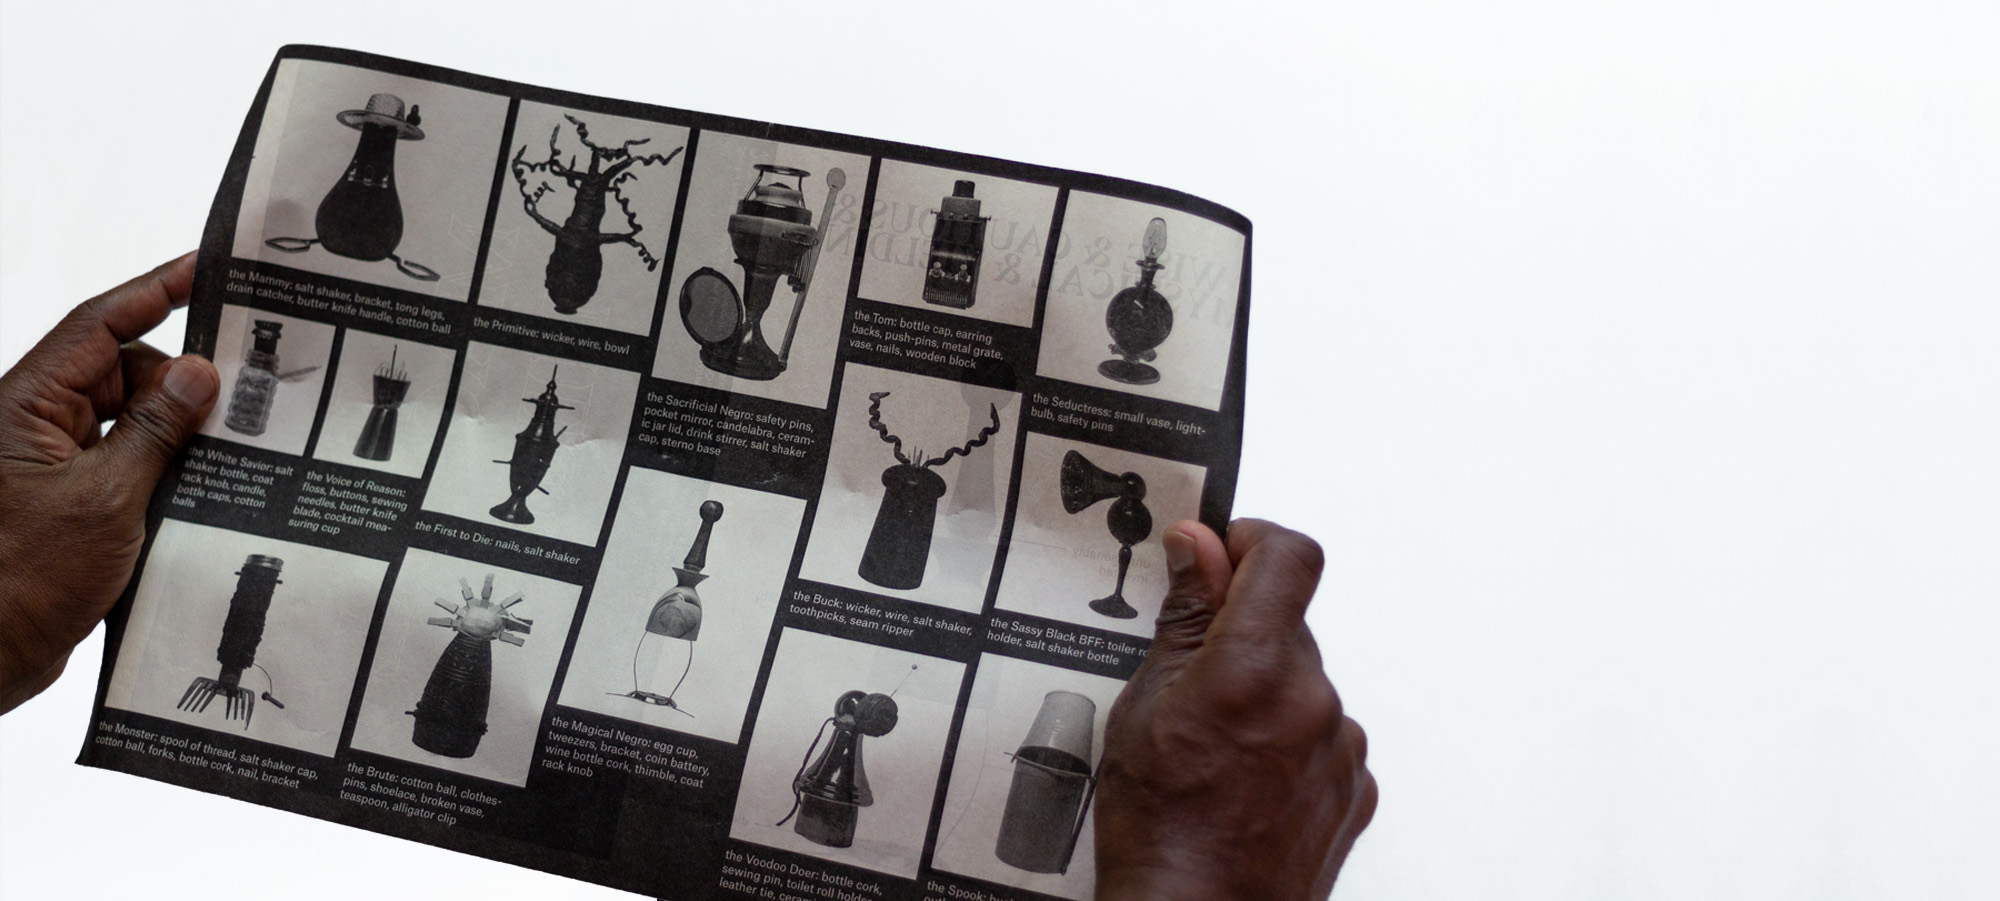 the Mammy: salt shaker, bracket, tong legs,
drain catcher, butter knife handle, cotton ball
the Primitive: wicker, wire, bowl
the Sacrificial Negro: safety pins,
pocket mirror, candelabra, ceram-
ic jar lid, drink stirrer, salt shaker
cap, sterno base
the Tom: bottle cap, earring
backs, push-pins, metal grate,
vase, nails, wooden block
the Seductress: small vase, light-
bulb, safety pins
the White Savior: salt
shaker bottle, coat
rack knob, candle,
bottle caps, cotton
balls
the Voice of Reason:
floss, buttons, sewing
needles, butter knife
blade, cocktail mea-
suring cup
the First to Die: nails, salt shaker
the Buck: wicker, wire, salt shaker,
toothpicks, seam ripper
the Sassy Black BFF: toilet ro
holder, salt shaker bottle
the Monster: spool of thread, salt shaker cap,
cotton ball, forks, bottle cork, nail, bracket
the Brute: cotton ball, clothes-
pins, shoelace, broken vase,
teaspoon, alligator clip
the Magical Negro: egg cup,
tweezers, bracket, coin battery,
wine bottle cork, thimble, coat
rack knob
the Voodoo Doer: bottle cork,
sewing pin, toilet roll holder,
leather tie,
the Spook: